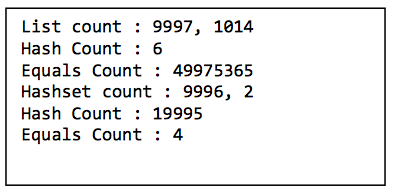 List count : 9997, 1014
Hash Count : 6
Equals Count : 49975365
Hashset count : 9996, 2
Hash Count : 19995
Equals Count : 4